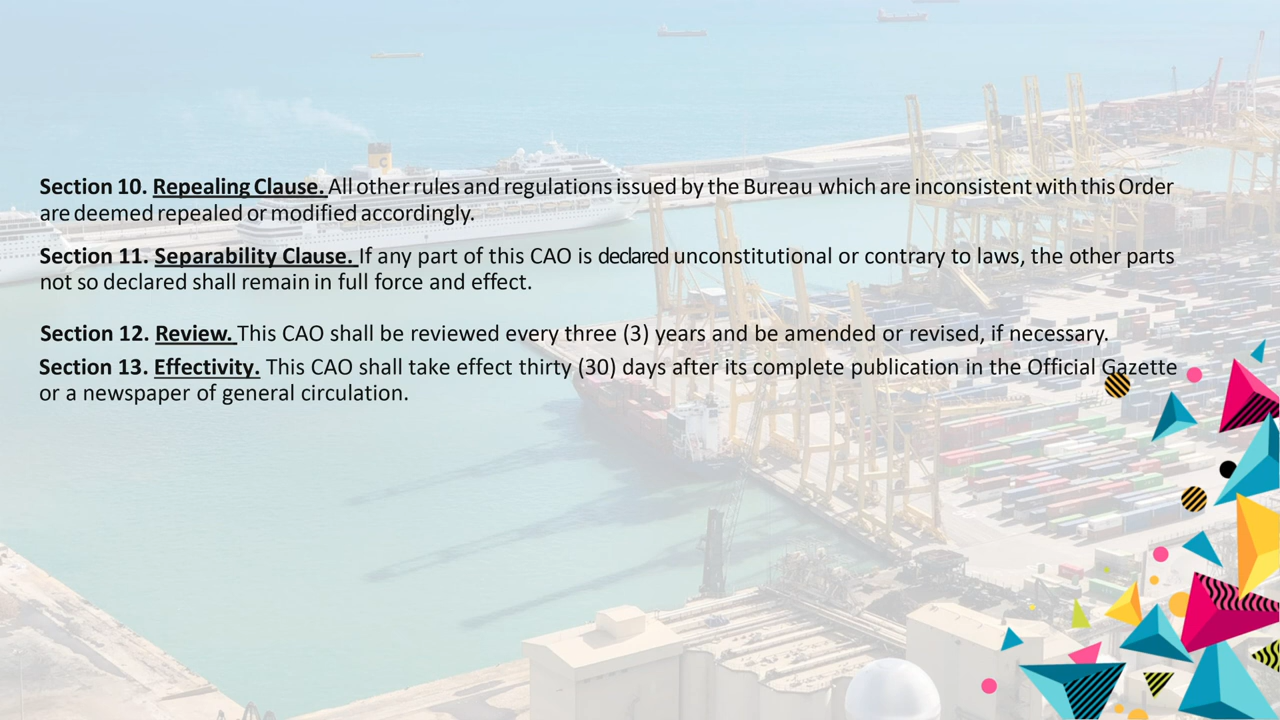 Section 10. Repealing Clause. All other rules and regulations issued by the Bureau which are inconsistent with this Order
are deemed repealed or modified accordingly.
Section 11. Separability Clause. If any part of this CAO is declared unconstitutional or contrary to laws, the other parts
not so declared shall remain in full force and effect.
Section 12. Review. This CAO shall be reviewed every three (3) years and be amended or revised, if necessary.
Section 13. Effectivity. This CAO shall take effect thirty (30) days after its complete publication in the Official Gazette
or a newspaper of general circulation.